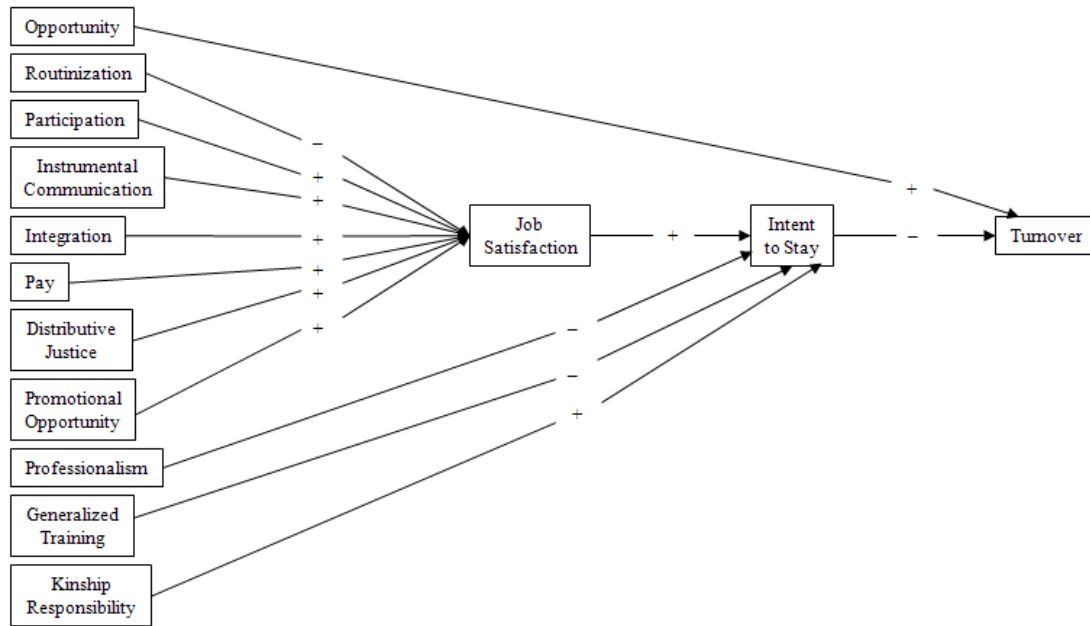 Opportunity
Routinization
Participation
Instrumental
Communication
Integration
Pay
Distributive
Justice
Promotional
Opportunity
Professionalism
Generalized
Training
Kinship
Responsibility
−
+
+
+
+
+
+
Job
Satisfaction
+
−
−
+
Intent
to Stay
+
−
Turnover